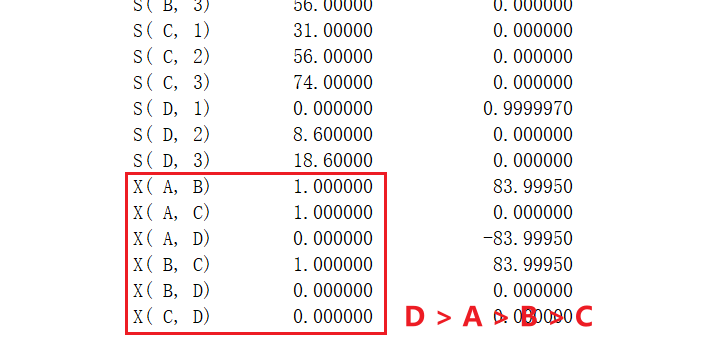 S( B, 3) 56.00000 0.000000
S( C, 1) 31.00000 0.000000
S( C, 2) 56.00000 0.000000
S( C, 3) 74.00000 0.000000
S( D, 1) 0.000000 0.9999970
S( D, 2) 8.600000 0.000000
S( D, 3) 18.60000 0.000000
X( A, B) 1.000000 83.99950
X( A, C) 1.000000 0.000000
X( A, D) 0.000000 -83.99950
X( B, C) 1.000000 83.99950
X( B, D) 0.000000 0.000000
X( C, D) 0.000000 0.000000
D > A > B > C